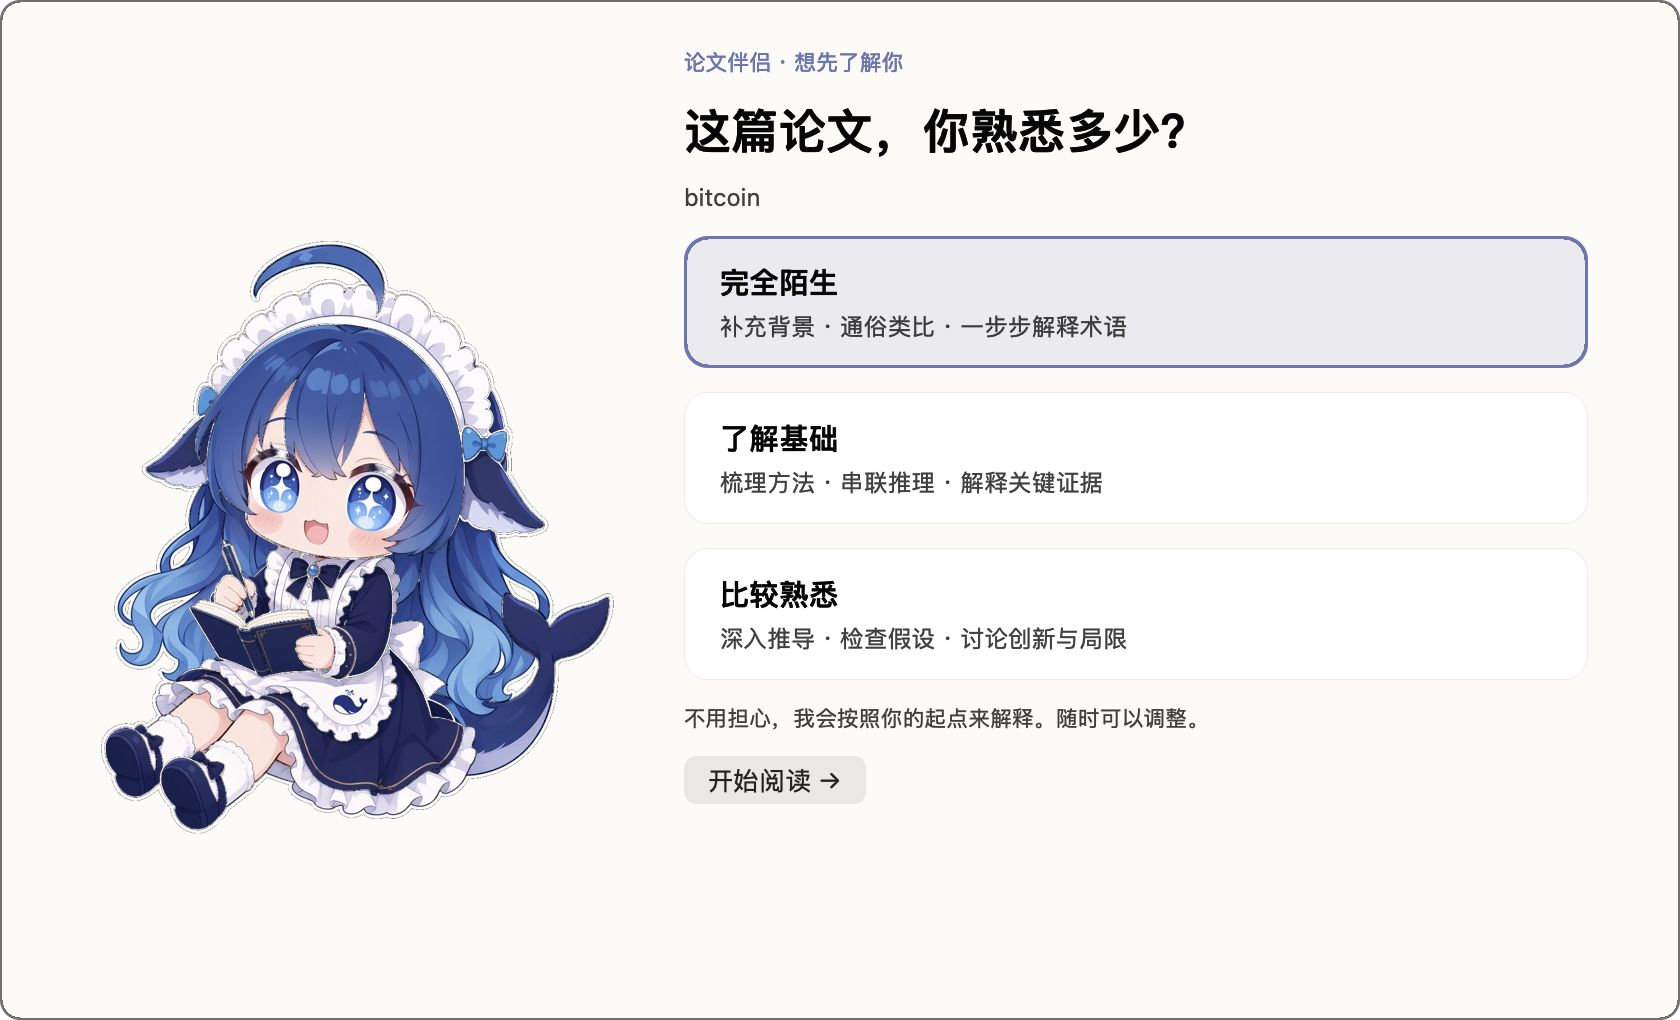 论文伴侣 · 想先了解你
这篇论文，你熟悉多少？
bitcoin
完全陌生
补充背景 · 通俗类比 · 一步步解释术语
了解基础
梳理方法 · 串联推理 · 解释关键证据
比较熟悉
深入推导 · 检查假设 · 讨论创新与局限
不用担心，我会按照你的起点来解释。随时可以调整。
开始阅读 →